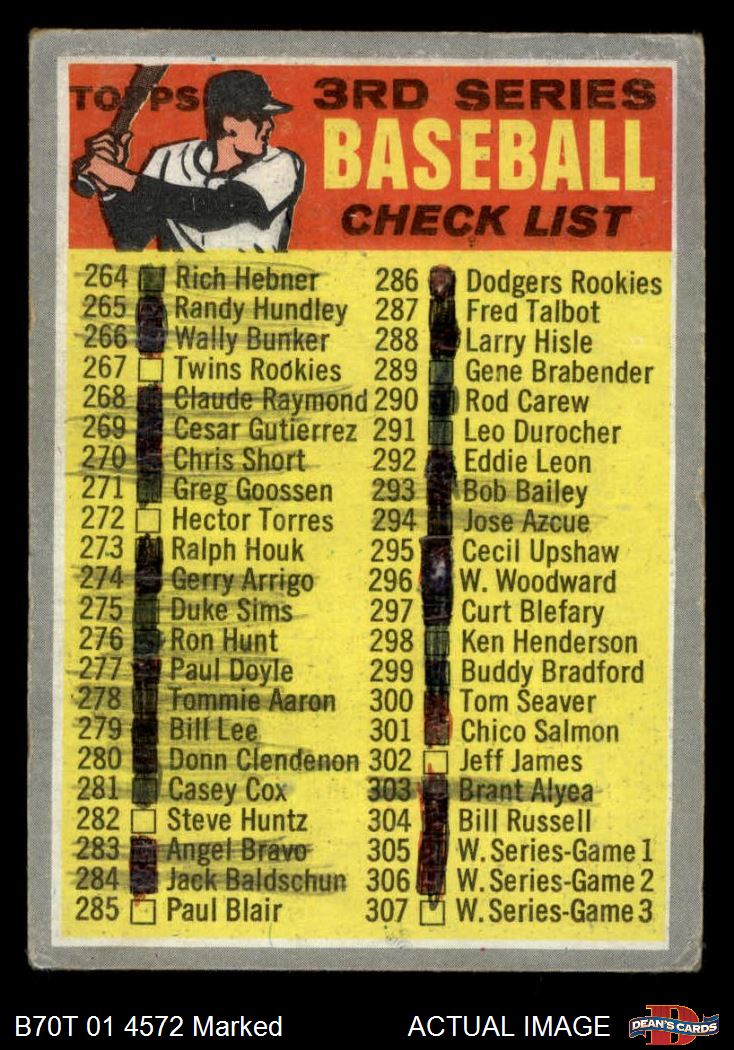 TOPPS
3RD SERIES
BASEBALL
CHECK LIST
264 Rich Hebner
265 Randy Hundley
266 Wally Bunker
267 Twins Rookies
268 Claude Raymond
269 Cesar Gutierrez
270 Chris Short
271 Greg Goossen
272 Hector Torres
273 Ralph Houk
274 Gerry Arrigo
275 Duke Sims
276 Ron Hunt
277 Paul Doyle
278 Tommie Aaron
279 Bill Lee
280 Donn Clendenon
281 Casey Cox
282 Steve Huntz
283 Angel Bravo
284 Jack Baldschun
285 Paul Blair
286 Dodgers Rookies
287 Fred Talbot
288 Larry Hisle
289 Gene Brabender
290 Rod Carew
291 Leo Durocher
292 Eddie Leon
293 Bob Bailey
294 Jose Azcue
295 Cecil Upshaw
296 W. Woodward
297 Curt Blefary
298 Ken Henderson
299 Buddy Bradford
300 Tom Seaver
301 Chico Salmon
302 Jeff James
303 Brant Alyea
304 Bill Russell
305 W. Series-Game 1
306 W. Series-Game 2
307 W. Series-Game 3
B70T 01 4572 Marked
ACTUAL IMAGE
DEAN'S CARDS